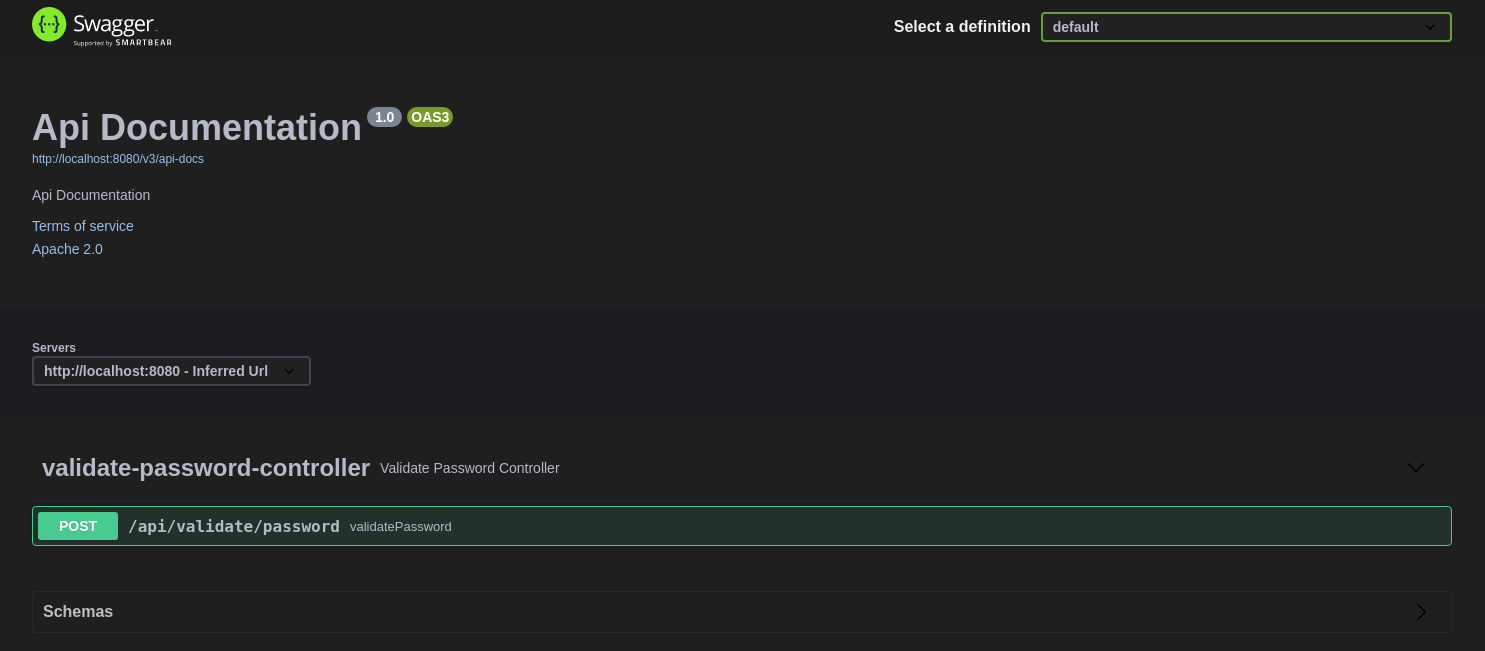 {···} Swagger
Supported by SMARTBEAR
Select a definition
default
Api Documentation 1.0 OAS3
http://localhost:8080/v3/api-docs
Api Documentation
Terms of service
Apache 2.0
Servers
http://localhost:8080 - Inferred Url
validate-password-controller Validate Password Controller
POST /api/validate/password validatePassword
Schemas